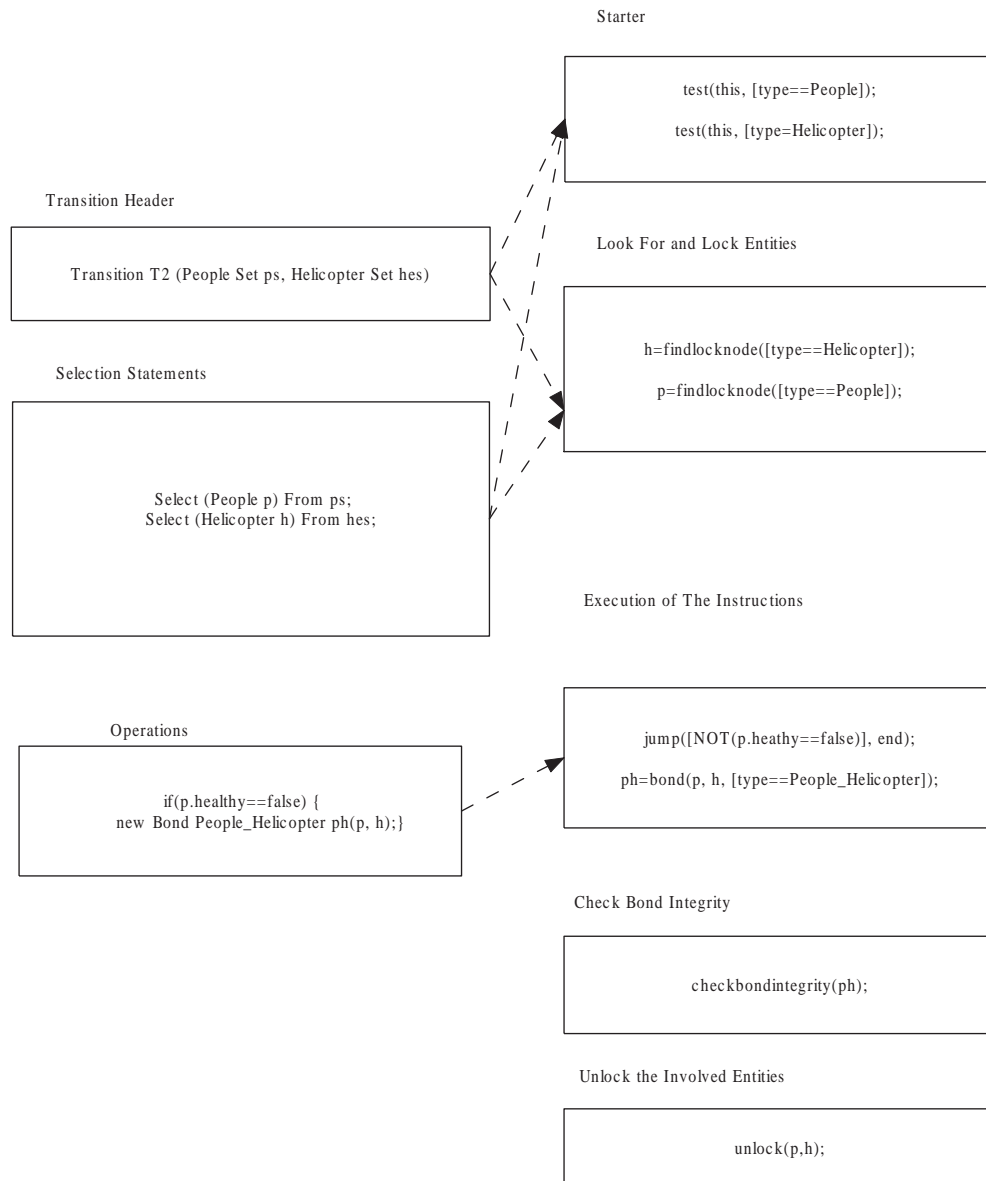 Starter
test(this, [type==People]);
test(this, [type=Helicopter]);
Transition Header
Transition T2 (People Set ps, Helicopter Set hes)
Look For and Lock Entities
h=findlocknode([type==Helicopter]);
p=findlocknode([type==People]);
Selection Statements
Select (People p) From ps;
Select (Helicopter h) From hes;
Execution of The Instructions
jump([NOT(p.heathy==false)], end);
ph=bond(p, h, [type==People_Helicopter]);
Operations
if(p.healthy==false) {
new Bond People_Helicopter ph(p, h);}
Check Bond Integrity
checkbondintegrity(ph);
Unlock the Involved Entities
unlock(p,h);